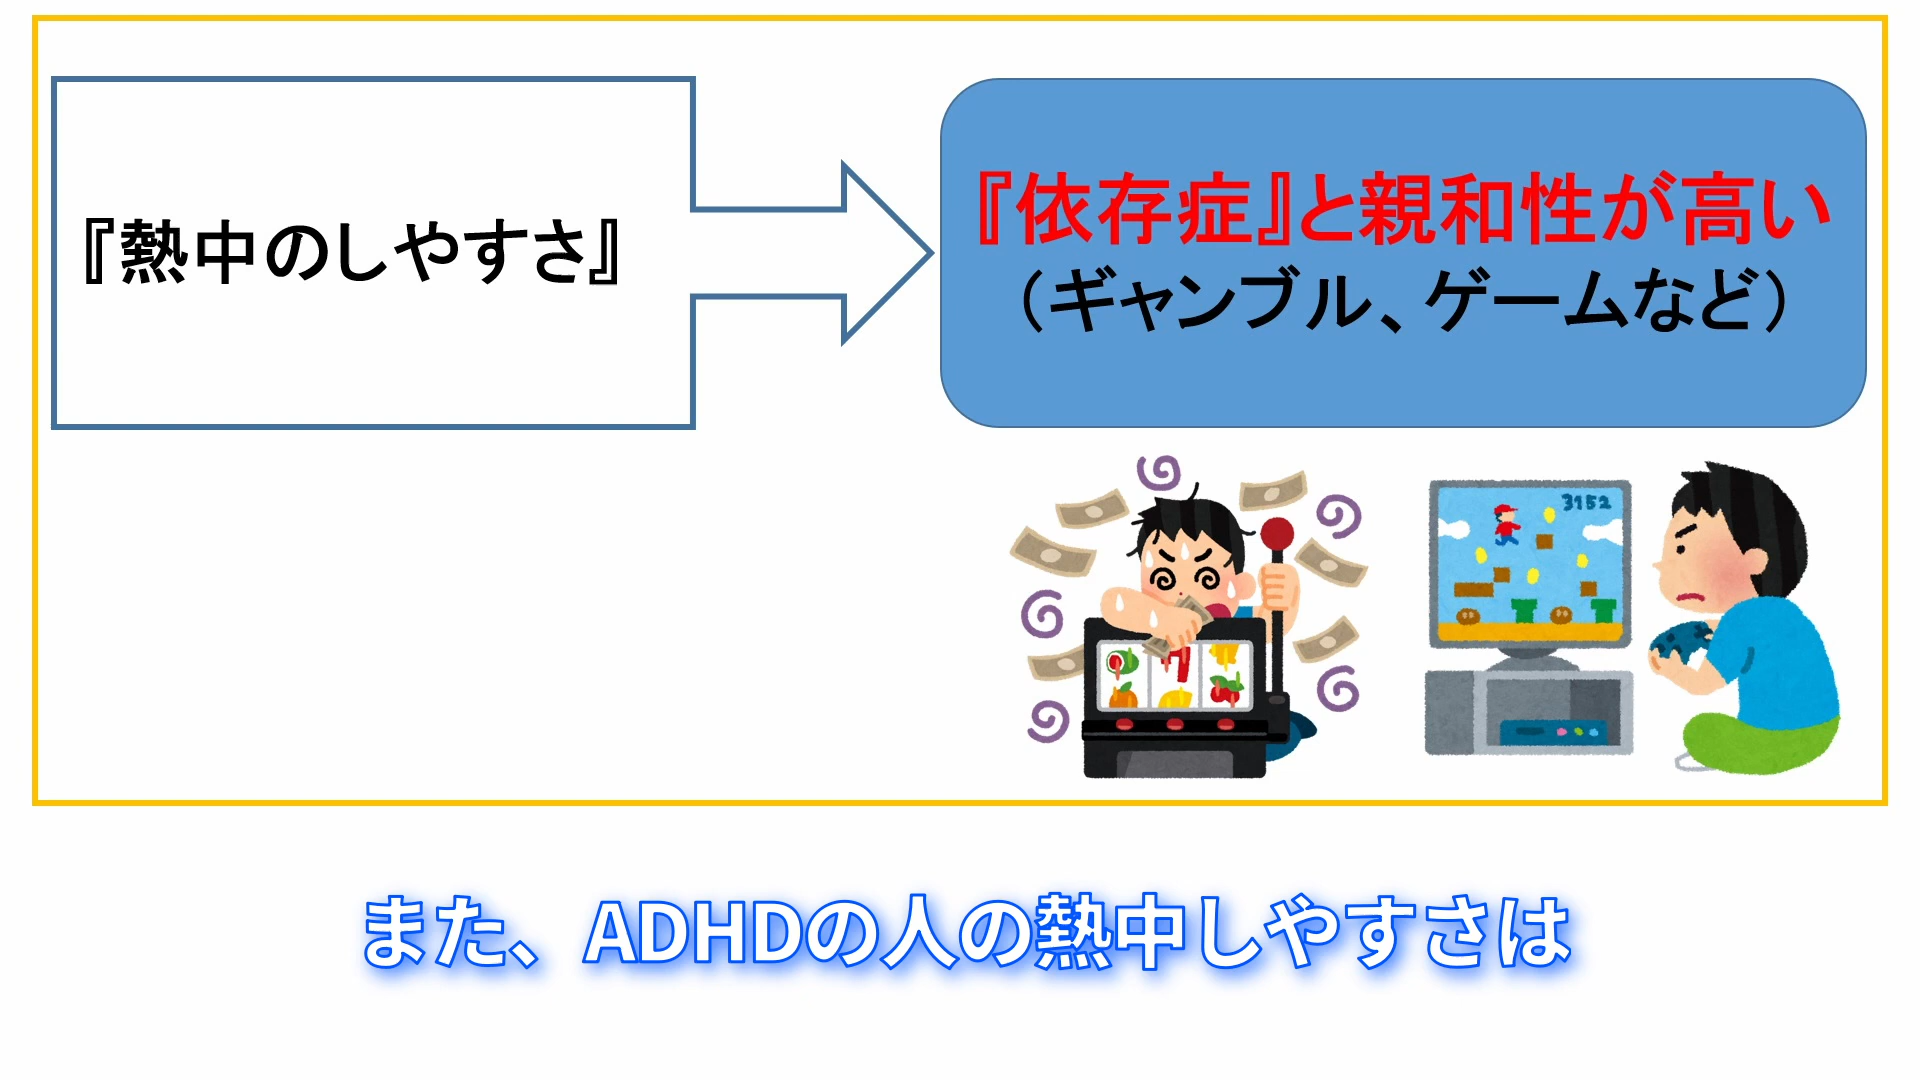 『熱中のしやすさ』
『依存症』と親和性が高い
（ギャンブル、ゲームなど）
3152
また、ADHDの人の熱中しやすさは